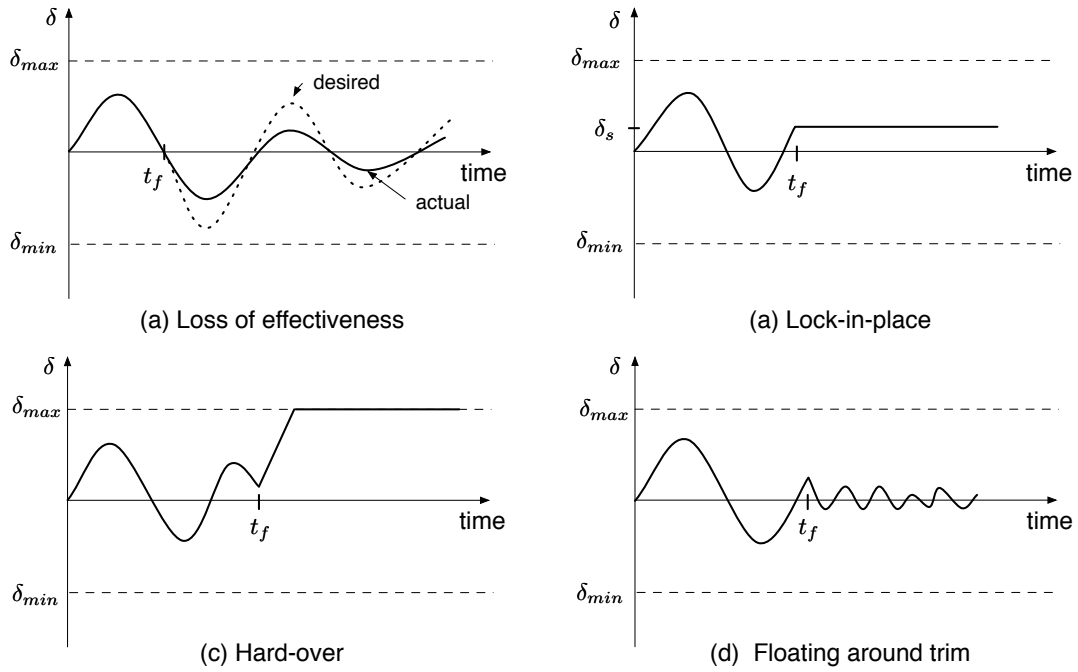 δ
δ_max
desired
t_f
time
actual
δ_min
(a) Loss of effectiveness
δ
δ_max
δ_s
t_f
time
δ_min
(a) Lock-in-place
δ
δ_max
t_f
time
δ_min
(c) Hard-over
δ
δ_max
t_f
time
δ_min
(d) Floating around trim